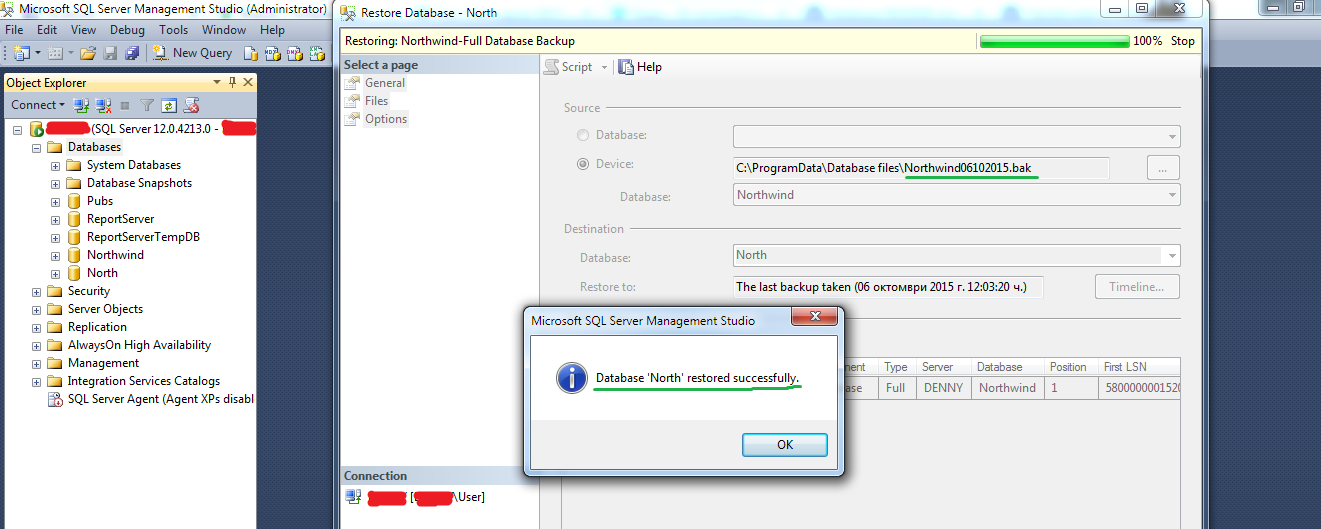 Microsoft SQL Server Management Studio (Administrator)
File Edit View Debug Tools Window Help
New Query
Object Explorer
Connect
(SQL Server 12.0.4213.0 -
Databases
System Databases
Database Snapshots
Pubs
ReportServer
ReportServerTempDB
Northwind
North
Security
Server Objects
Replication
AlwaysOn High Availability
Management
Integration Services Catalogs
SQL Server Agent (Agent XPs disabl
Restore Database - North
Restoring: Northwind-Full Database Backup
100% Stop
Select a page
General
Files
Options
Script Help
Source
Database:
Device: C:\ProgramData\Database files\Northwind06102015.bak ...
Database: Northwind
Destination
Database: North
Restore to: The last backup taken (06 октомври 2015 г. 12:03:20 ч.) Timeline...
Microsoft SQL Server Management Studio
Database 'North' restored successfully.
OK
nent Type Server Database Position First LSN
ase Full DENNY Northwind 1 5800000001520
Connection
\User]